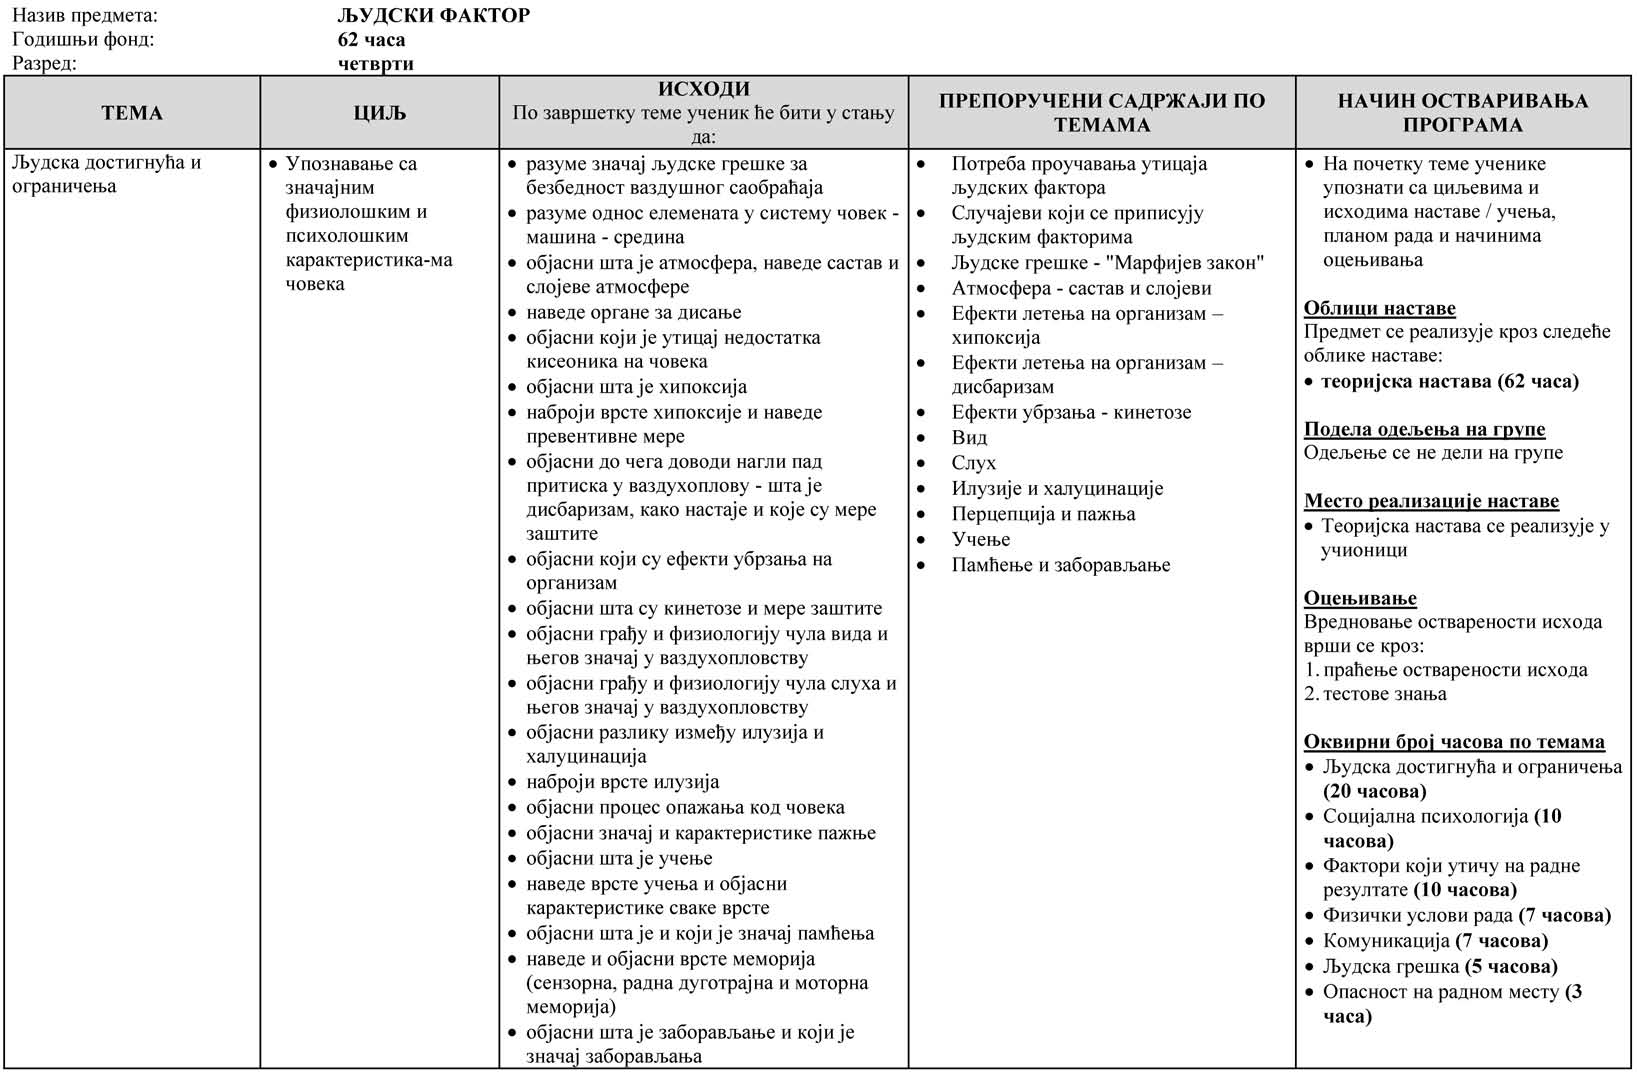 Назив предмета: ЉУДСКИ ФАКТОР
Годишњи фонд: 62 часа
Разред: четврти
ТЕМА
ЦИЉ
ИСХОДИ
По завршетку теме ученик ће бити у стању
да:
ПРЕПОРУЧЕНИ САДРЖАЈИ ПО
ТЕМАМА
НАЧИН ОСТВАРИВАЊА
ПРОГРАМА
Људска достигнућа и
ограничења
• Упознавање са
значајним
физиолошким и
психолошким
карактеристика-ма
човека
• разуме значај људске грешке за
безбедност ваздушног саобраћаја
• разуме однос елемената у систему човек -
машина - средина
• објасни шта је атмосфера, наведе састав и
слојеве атмосфере
• наведе органе за дисање
• објасни који је утицај недостатка
кисеоника на човека
• објасни шта је хипоксија
• наброји врсте хипоксије и наведе
превентивне мере
• објасни до чега доводи нагли пад
притиска у ваздухоплову - шта је
дисбаризам, како настаје и које су мере
заштите
• објасни који су ефекти убрзања на
организам
• објасни шта су кинетозе и мере заштите
• објасни грађу и физиологију чула вида и
његов значај у ваздухопловству
• објасни грађу и физиологију чула слуха и
његов значај у ваздухопловству
• објасни разлику између илузија и
халуцинација
• наброји врсте илузија
• објасни процес опажања код човека
• објасни значај и карактеристике пажње
• објасни шта је учење
• наведе врсте учења и објасни
карактеристике сваке врсте
• објасни шта је и који је значај памћења
• наведе и објасни врсте меморија
(сензорна, радна дуготрајна и моторна
меморија)
• објасни шта је заборављање и који је
значај заборављања
• Потреба проучавања утицаја
људских фактора
• Случајеви који се приписују
људским факторима
• Људске грешке - "Марфијев закон"
• Атмосфера - састав и слојеви
• Ефекти летења на организам –
хипоксија
• Ефекти летења на организам –
дисбаризам
• Ефекти убрзања - кинетозе
• Вид
• Слух
• Илузије и халуцинације
• Перцепција и пажња
• Учење
• Памћење и заборављање
• На почетку теме ученике
упознати са циљевима и
исходима наставе / учења,
планом рада и начинима
оцењивања
Облици наставе
Предмет се реализује кроз следеће
облике наставе:
• теоријска настава (62 часа)
Подела одељења на групе
Одељење се не дели на групе
Место реализације наставе
• Теоријска настава се реализује у
учионици
Оцењивање
Вредновање остварености исхода
врши се кроз:
1. праћење остварености исхода
2. тестове знања
Оквирни број часова по темама
• Људска достигнућа и ограничења
(20 часова)
• Социјална психологија (10
часова)
• Фактори који утичу на радне
резултате (10 часова)
• Физички услови рада (7 часова)
• Комуникација (7 часова)
• Људска грешка (5 часова)
• Опасност на радном месту (3
часа)